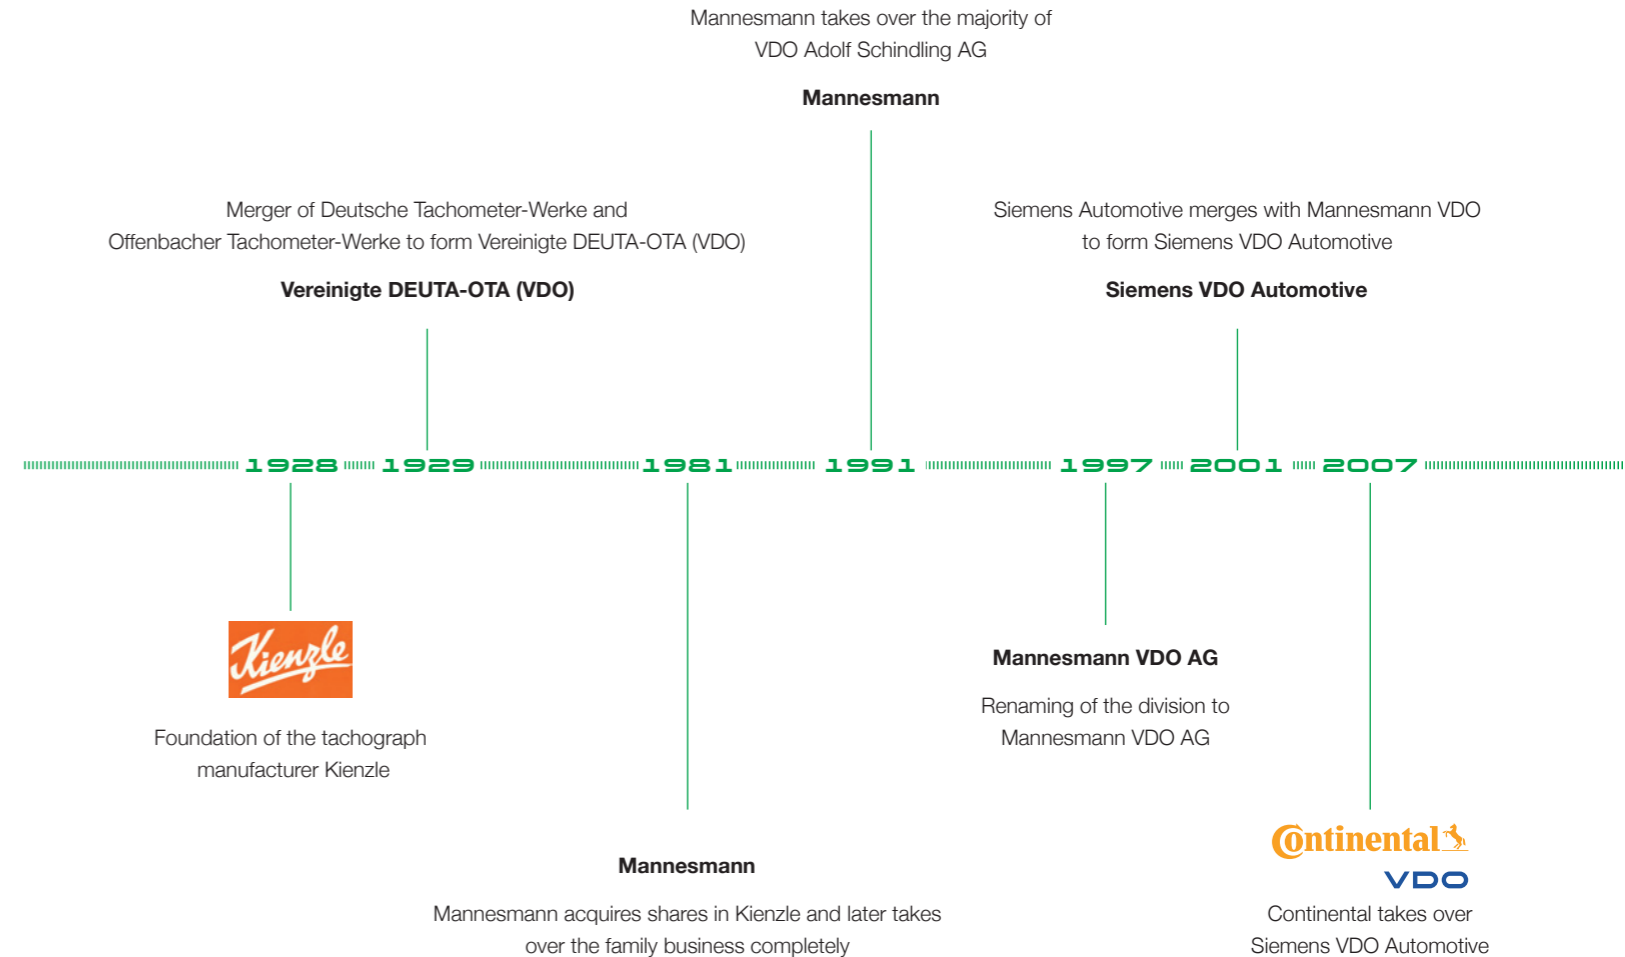 Mannesmann takes over the majority of
VDO Adolf Schindling AG
Mannesmann
Merger of Deutsche Tachometer-Werke and
Offenbacher Tachometer-Werke to form Vereinigte DEUTA-OTA (VDO)
Vereinigte DEUTA-OTA (VDO)
Siemens Automotive merges with Mannesmann VDO
to form Siemens VDO Automotive
Siemens VDO Automotive
1928 1929 1981 1991 1997 2001 2007
Kienzle
Foundation of the tachograph
manufacturer Kienzle
Mannesmann
Mannesmann acquires shares in Kienzle and later takes
over the family business completely
Mannesmann VDO AG
Renaming of the division to
Mannesmann VDO AG
Continental
VDO
Continental takes over
Siemens VDO Automotive